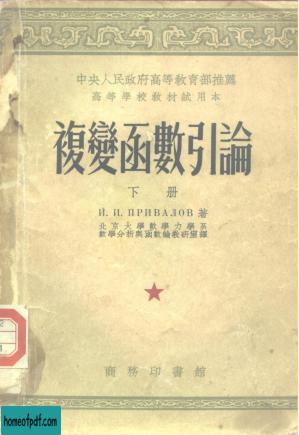 中央人民政府高等教育部推薦
高等學校教材試用本
複變函數引論
下册
И. И. ПРИВАЛОВ 著
北京大學數學力學系
數學分析與函數論教研室譯
商務印書館
homeofpdf.com